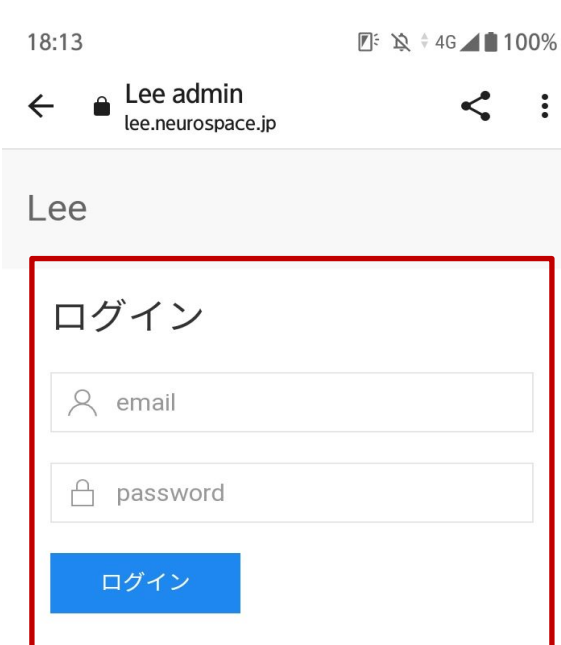 18:13 4G 100%
Lee admin
lee.neurospace.jp
Lee
ログイン
email
password
ログイン